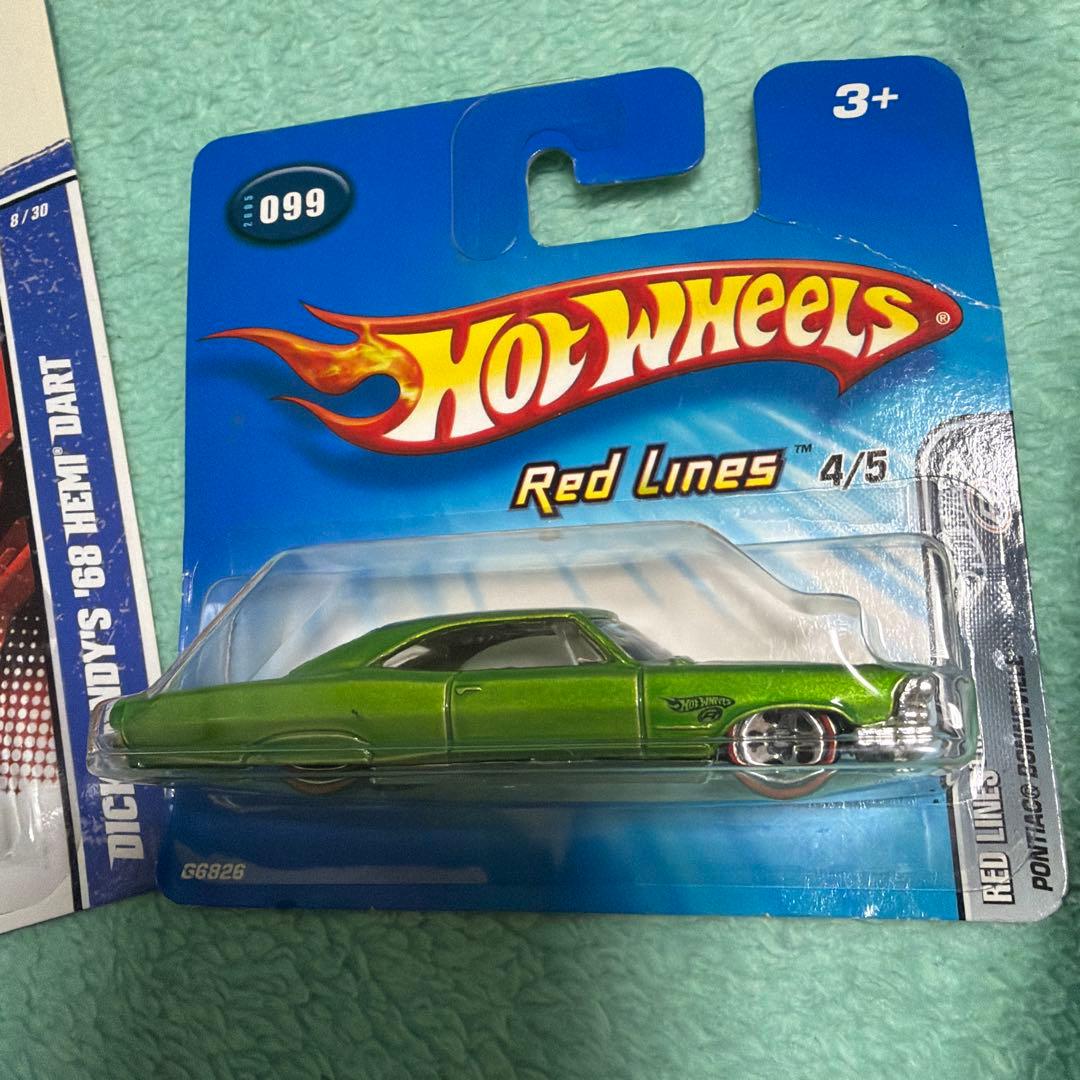 8/30
DICK LANDY'S '68 HEMI® DART
3+
2005
099
HOT WHEELS®
Red Lines™ 4/5
HOT WHEELS
G6826
RED LINES
PONTIAC® BONNEVILLE